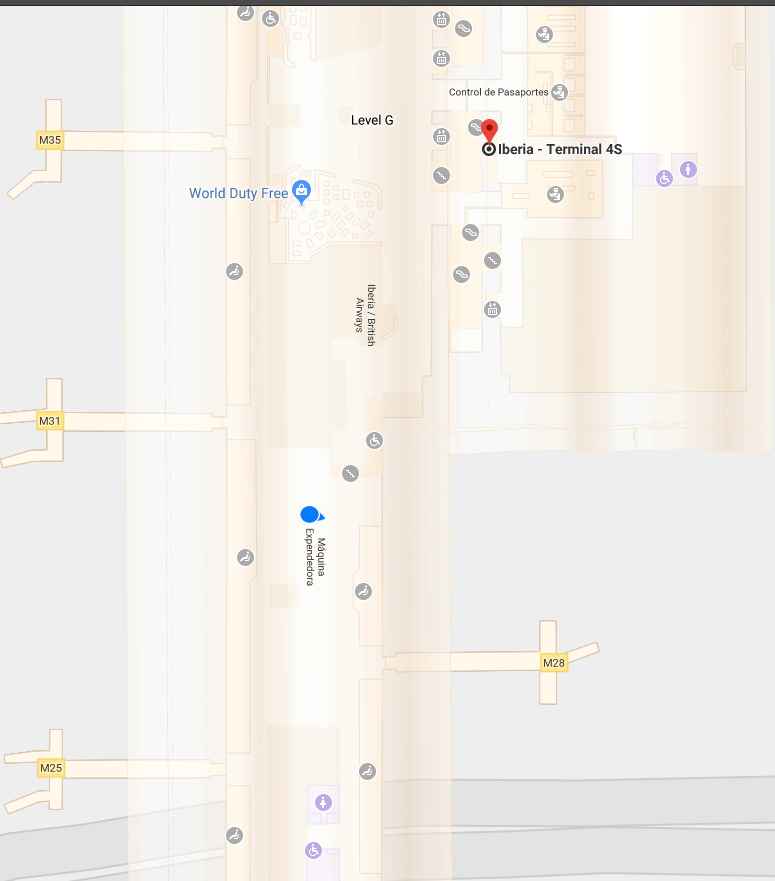 Control de Pasaportes
Level G
M35
Iberia - Terminal 4S
World Duty Free
Iberia / British
Airways
M31
Máquina
Expendedora
M28
M25